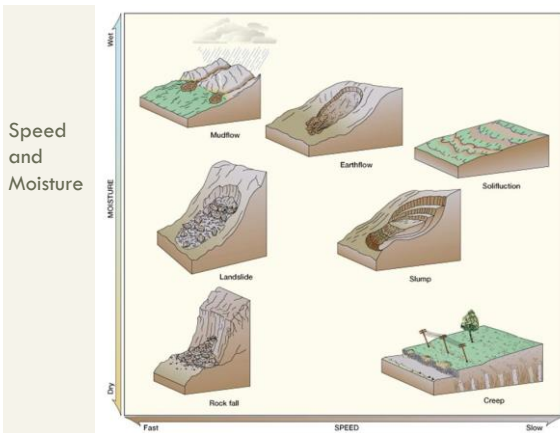 Speed
and
Moisture
Wet
MOISTURE
Dry
Mudflow
Earthflow
Solifluction
Landslide
Slump
Rock fall
Creep
Fast
SPEED
Slow